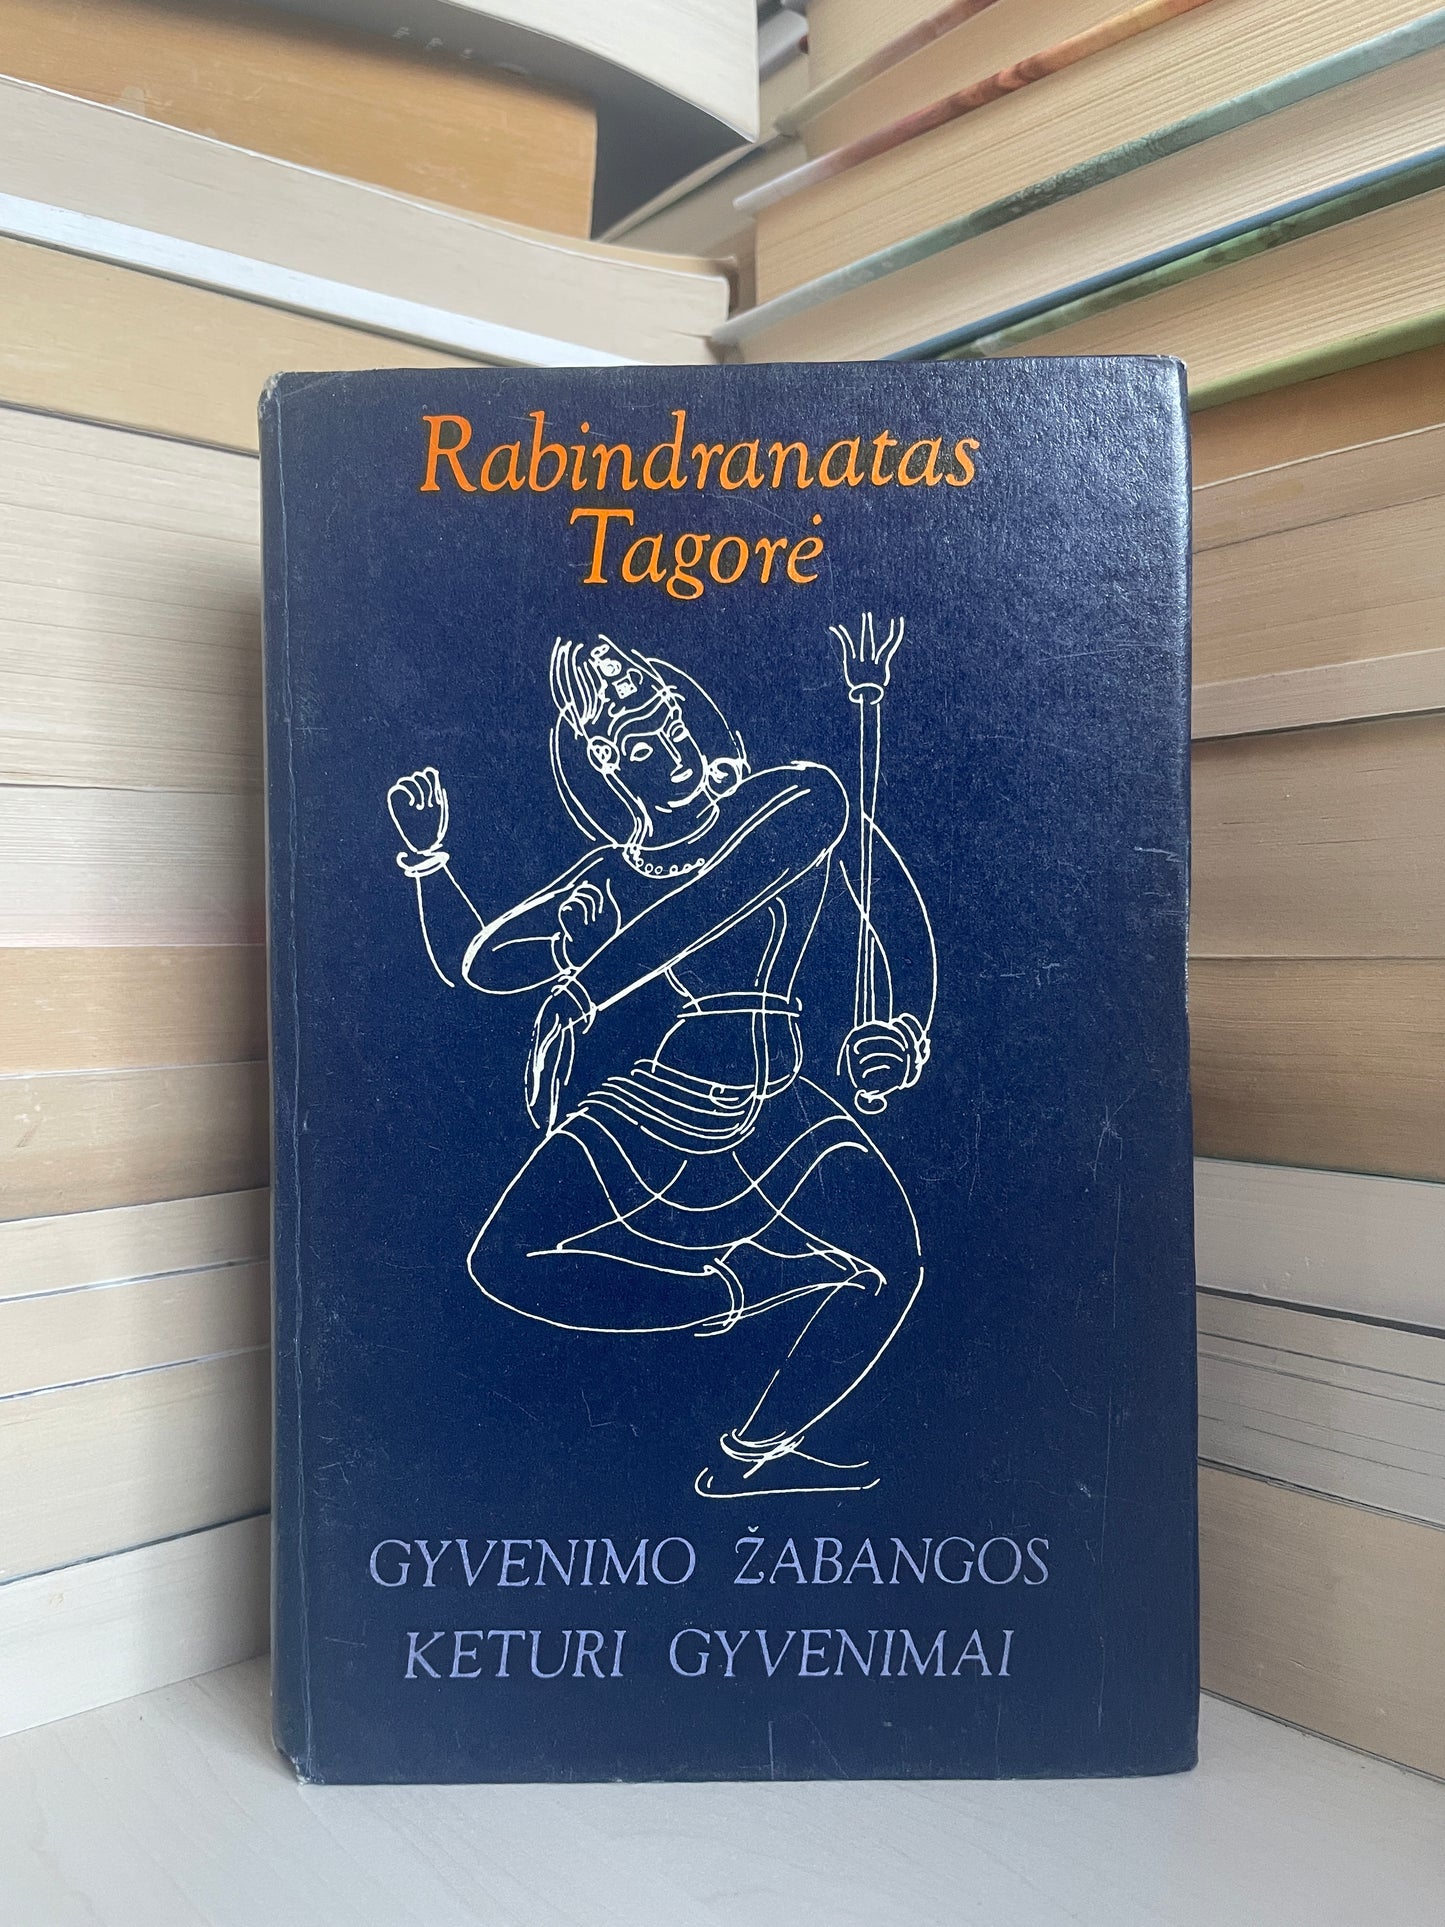 Rabindranatas
Tagorė
GYVENIMO ŽABANGOS
KETURI GYVENIMAI